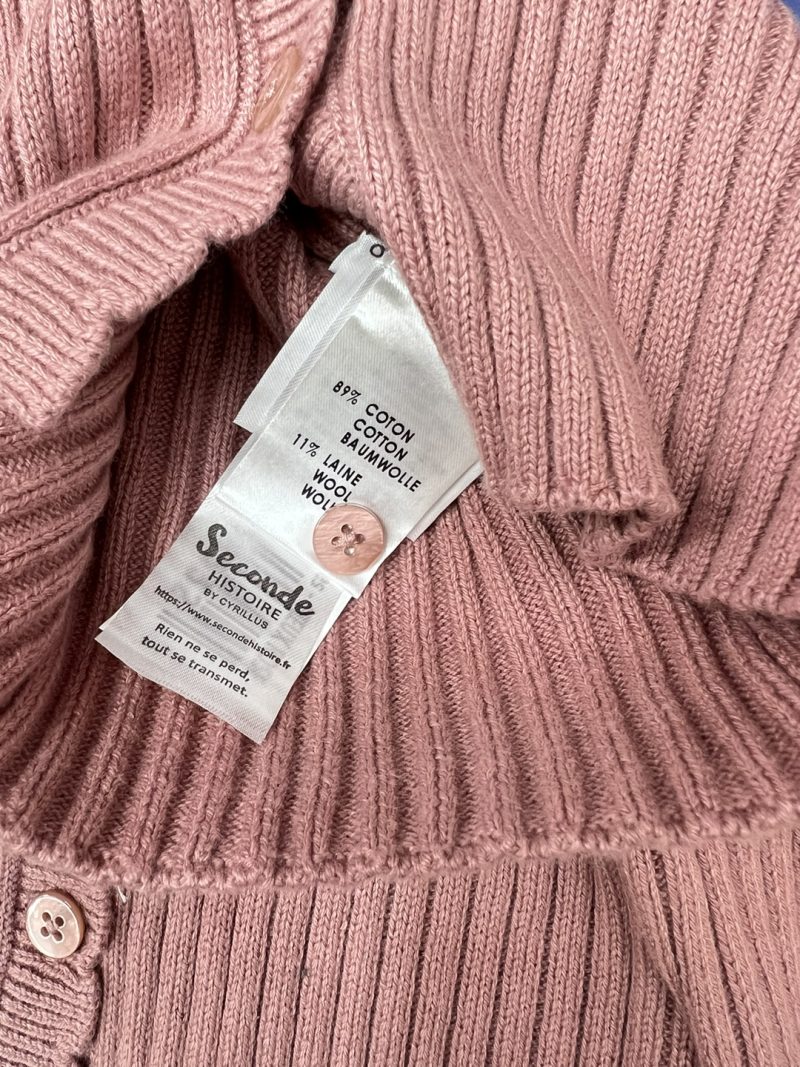 89% COTON
COTTON
BAUMWOLLE
11% LAINE
WOOL
Seconde
HISTOIRE
BY CYRILLUS
https://www.secondehistoire.fr
Rien ne se perd,
tout se transmet.